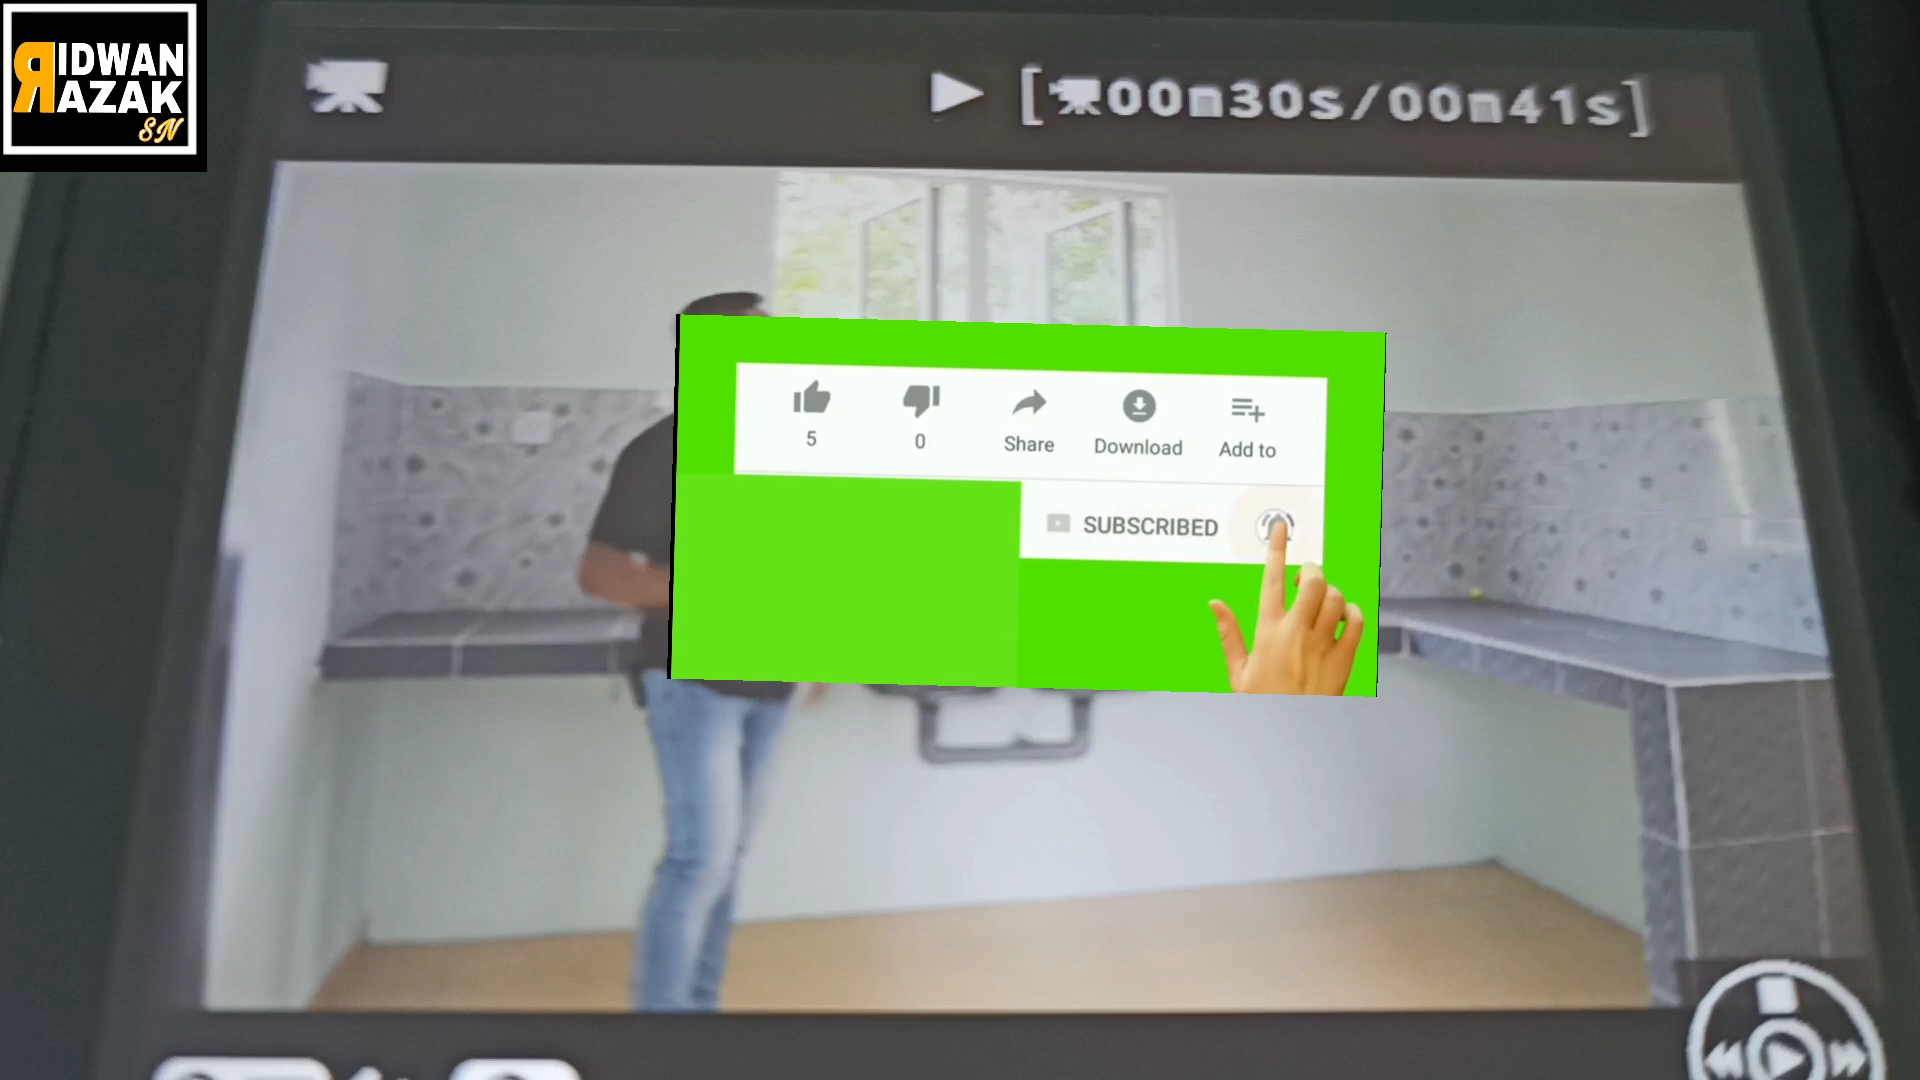 RIDWAN
RAZAK
SN
[00m30s/00m41s]
5
0
Share
Download
Add to
SUBSCRIBED